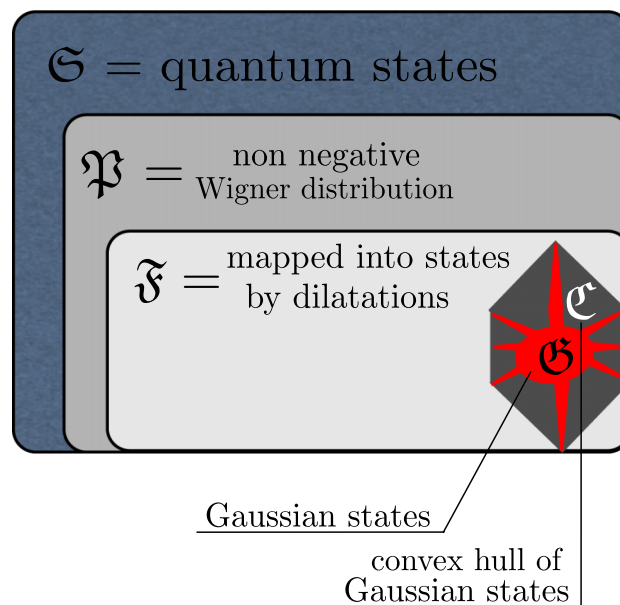 𝔖 = quantum states
𝔓 = non negative
Wigner distribution
𝔉 = mapped into states
by dilatations
ℭ
𝔊
Gaussian states
convex hull of
Gaussian states